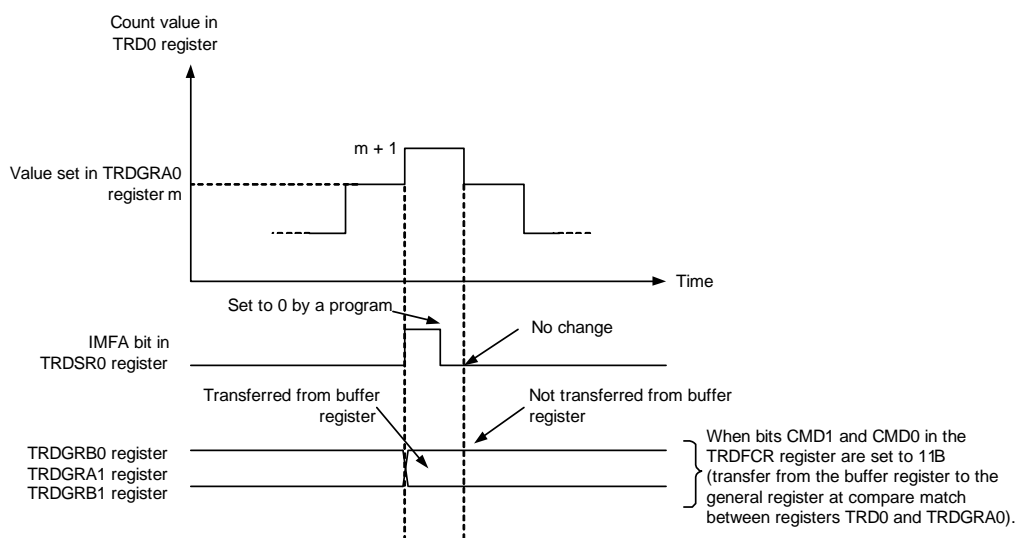 Count value in
TRD0 register
m + 1
Value set in TRDGRA0
register m
Time
Set to 0 by a program
No change
IMFA bit in
TRDSR0 register
Transferred from buffer
register
Not transferred from buffer
register
TRDGRB0 register
TRDGRA1 register
TRDGRB1 register
When bits CMD1 and CMD0 in the
TRDFCR register are set to 11B
(transfer from the buffer register to the
general register at compare match
between registers TRD0 and TRDGRA0).